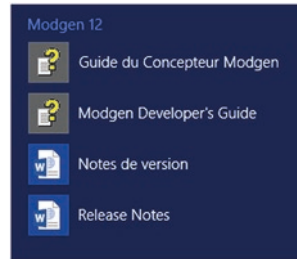 Modgen 12
Guide du Concepteur Modgen
Modgen Developer's Guide
Notes de version
Release Notes